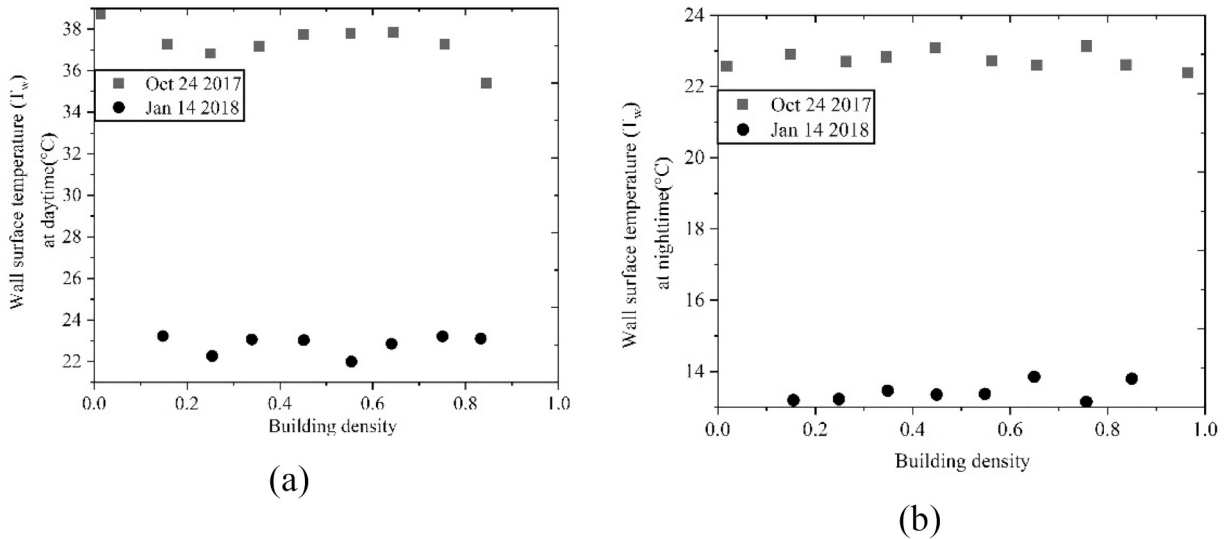 38
36
34
32
30
28
26
24
22
Wall surface temperature (Tw)
at daytime(°C)
Oct 24 2017
Jan 14 2018
0.0 0.2 0.4 0.6 0.8 1.0
Building density
(a)
24
22
20
18
16
14
Wall surface temperature (Tw)
at nighttime(°C)
Oct 24 2017
Jan 14 2018
0.0 0.2 0.4 0.6 0.8 1.0
Building density
(b)